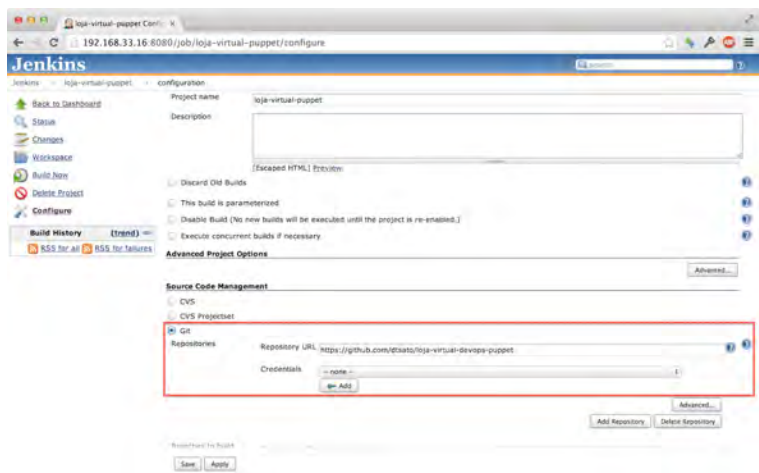 loja-virtual-puppet Confi
192.168.33.16:8080/job/loja-virtual-puppet/configure
Jenkins
search
Jenkins
loja-virtual-puppet
configuration
Back to Dashboard
Status
Changes
Workspace
Build Now
Delete Project
Configure
Build History
(trend)
RSS for all
RSS for failures
Project name
loja-virtual-puppet
Description
[Escaped HTML] Preview
Discard Old Builds
This build is parameterized
Disable Build (No new builds will be executed until the project is re-enabled.)
Execute concurrent builds if necessary
Advanced Project Options
Advanced...
Source Code Management
CVS
CVS Projectset
Git
Repositories
Repository URL
https://github.com/dtsato/loja-virtual-devops-puppet
Credentials
- none -
Add
Advanced...
Add Repository
Delete Repository
Save
Apply